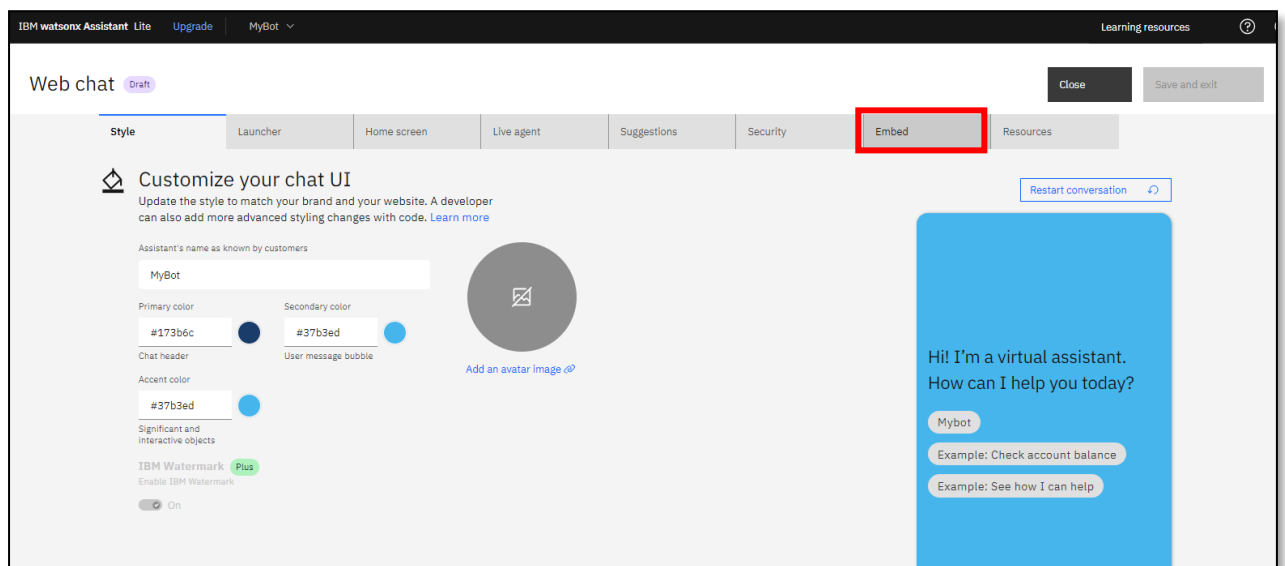 IBM watsonx Assistant Lite Upgrade MyBot Learning resources
Web chat Draft Close Save and exit
Style Launcher Home screen Live agent Suggestions Security Embed Resources
Customize your chat UI
Update the style to match your brand and your website. A developer
can also add more advanced styling changes with code. Learn more
Assistant's name as known by customers
MyBot
Primary color Secondary color
#173b6c #37b3ed
Chat header User message bubble
Accent color
#37b3ed
Significant and
interactive objects
IBM Watermark Plus
Enable IBM Watermark
On
Add an avatar image
Restart conversation
Hi! I'm a virtual assistant.
How can I help you today?
Mybot
Example: Check account balance
Example: See how I can help